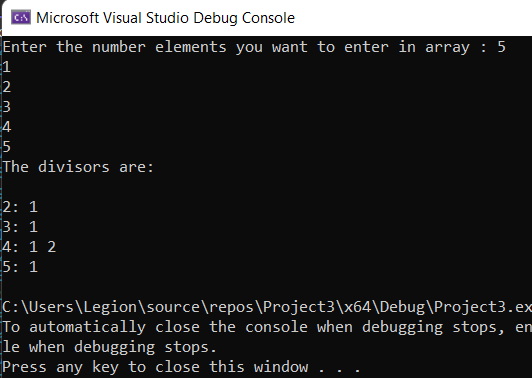 Microsoft Visual Studio Debug Console
Enter the number elements you want to enter in array : 5
1
2
3
4
5
The divisors are:
2: 1
3: 1
4: 1 2
5: 1
C:\Users\Legion\source\repos\Project3\x64\Debug\Project3.ex
To automatically close the console when debugging stops, en
le when debugging stops.
Press any key to close this window . . .